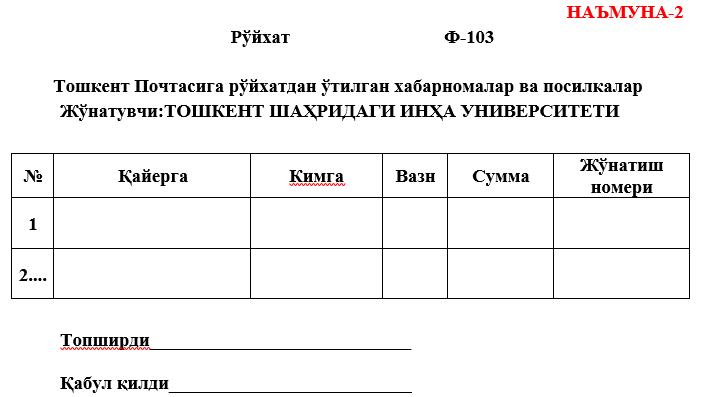 НАЪМУНА-2
Рўйхат Ф-103
Тошкент Почтасига рўйхатдан ўтилган хабарномалар ва посилкалар
Жўнатувчи:ТОШКЕНТ ШАҲРИДАГИ ИНҲА УНИВЕРСИТЕТИ
№ Қайерга Кимга Вазн Сумма Жўнатиш номери
1
2....
Топширди____________________________
Қабул қилди__________________________